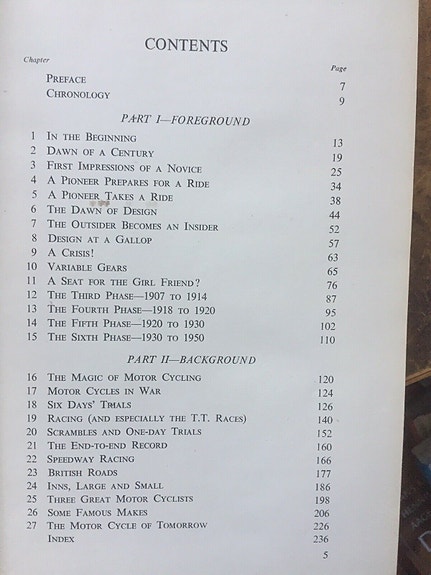 CONTENTS
Chapter Page
PREFACE 7
CHRONOLOGY 9
PART I—FOREGROUND
1 IN THE BEGINNING 13
2 DAWN OF A CENTURY 19
3 FIRST IMPRESSIONS OF A NOVICE 25
4 A PIONEER PREPARES FOR A RIDE 34
5 A PIONEER TAKES A RIDE 38
6 THE DAWN OF DESIGN 44
7 THE OUTSIDER BECOMES AN INSIDER 52
8 DESIGN AT A GALLOP 57
9 A CRISIS! 63
10 VARIABLE GEARS 65
11 A SEAT FOR THE GIRL FRIEND? 76
12 THE THIRD PHASE—1907 TO 1914 87
13 THE FOURTH PHASE—1918 TO 1920 95
14 THE FIFTH PHASE—1920 TO 1930 102
15 THE SIXTH PHASE—1930 TO 1950 110
PART II—BACKGROUND
16 THE MAGIC OF MOTOR CYCLING 120
17 MOTOR CYCLES IN WAR 124
18 SIX DAYS' TRIALS 126
19 RACING (AND ESPECIALLY THE T.T. RACES) 140
20 SCRAMBLES AND ONE-DAY TRIALS 152
21 THE END-TO-END RECORD 160
22 SPEEDWAY RACING 166
23 BRITISH ROADS 177
24 INNS, LARGE AND SMALL 186
25 THREE GREAT MOTOR CYCLISTS 198
26 SOME FAMOUS MAKES 206
27 THE MOTOR CYCLE OF TOMORROW 226
INDEX 236
5